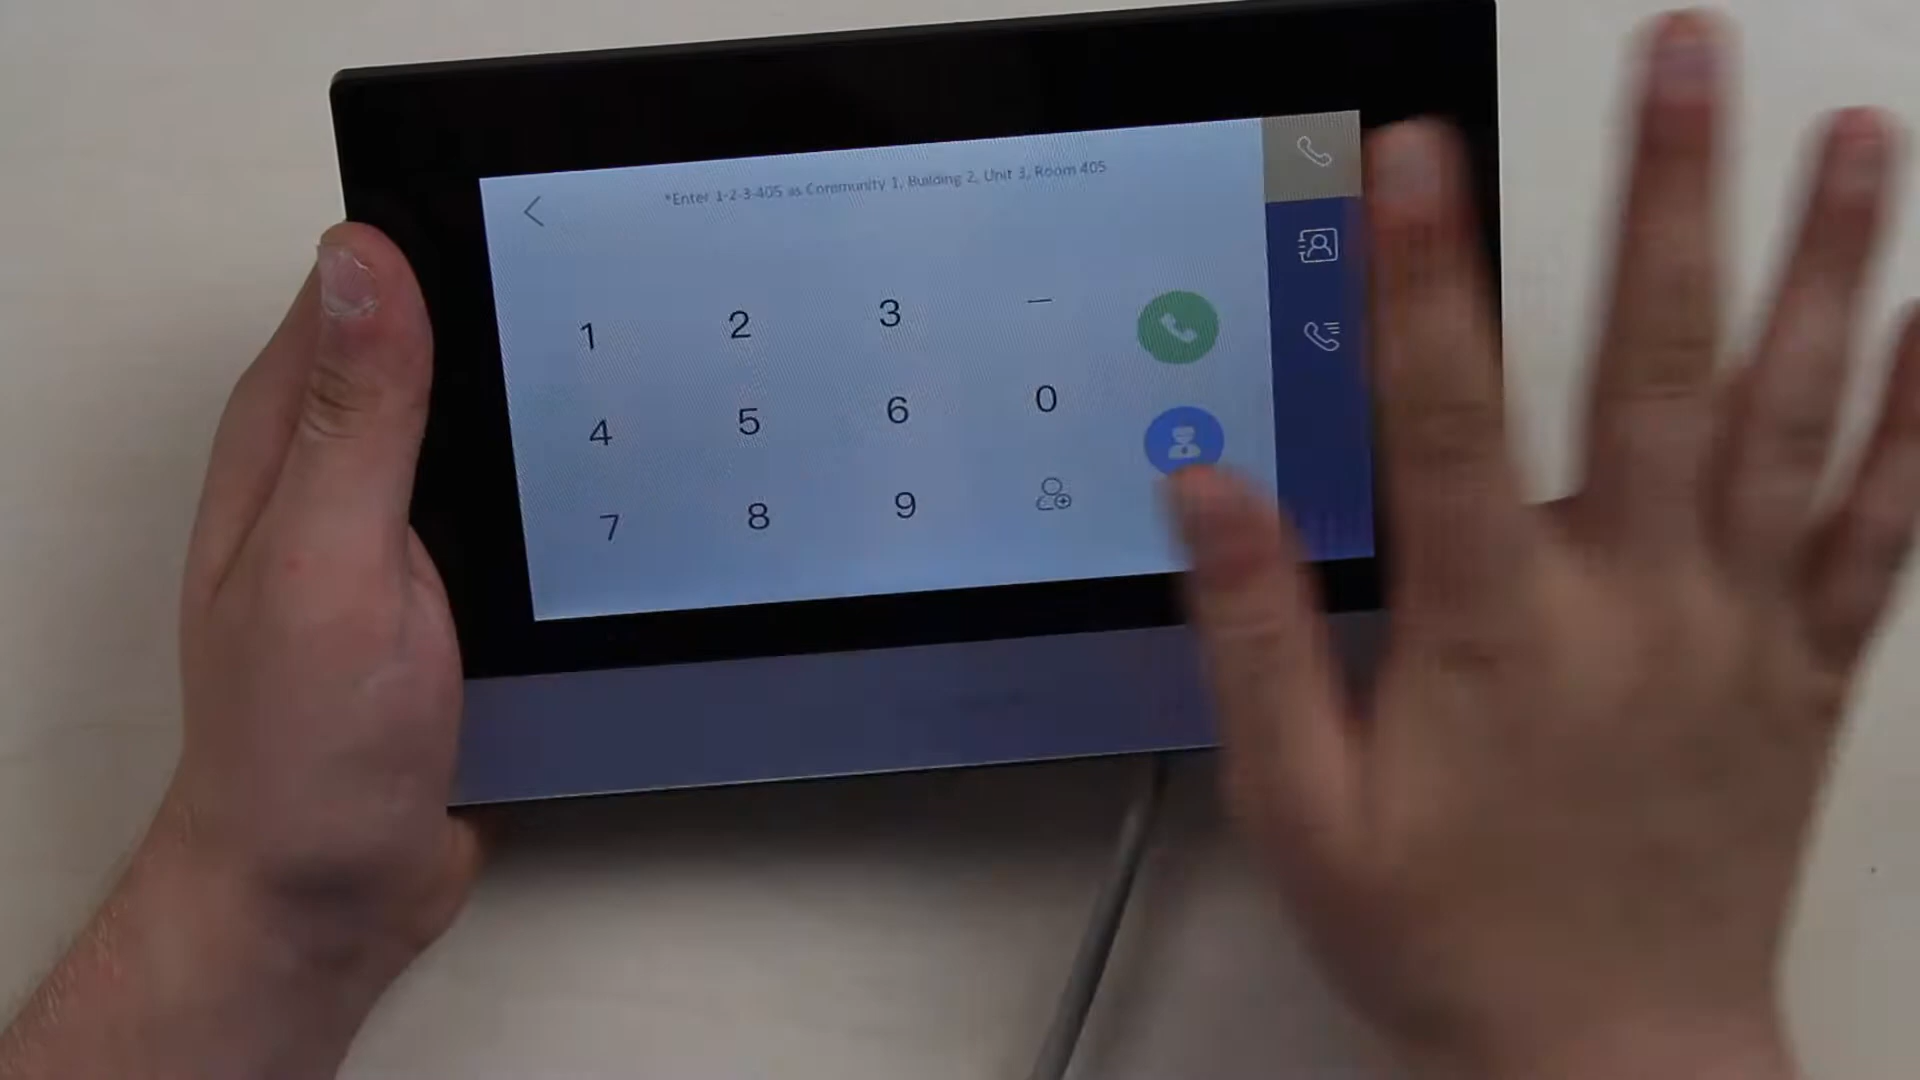 *Enter 1-2-3-405 as Community 1, Building 2, Unit 3, Room 405
1 2 3 —
4 5 6 0
7 8 9